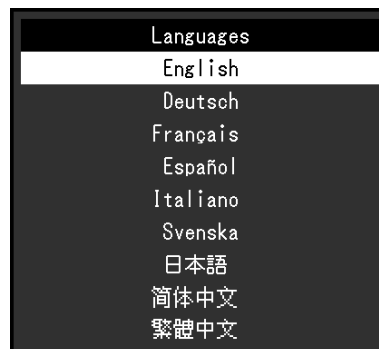 Languages
English
Deutsch
Français
Español
Italiano
Svenska
日本語
简体中文
繁體中文